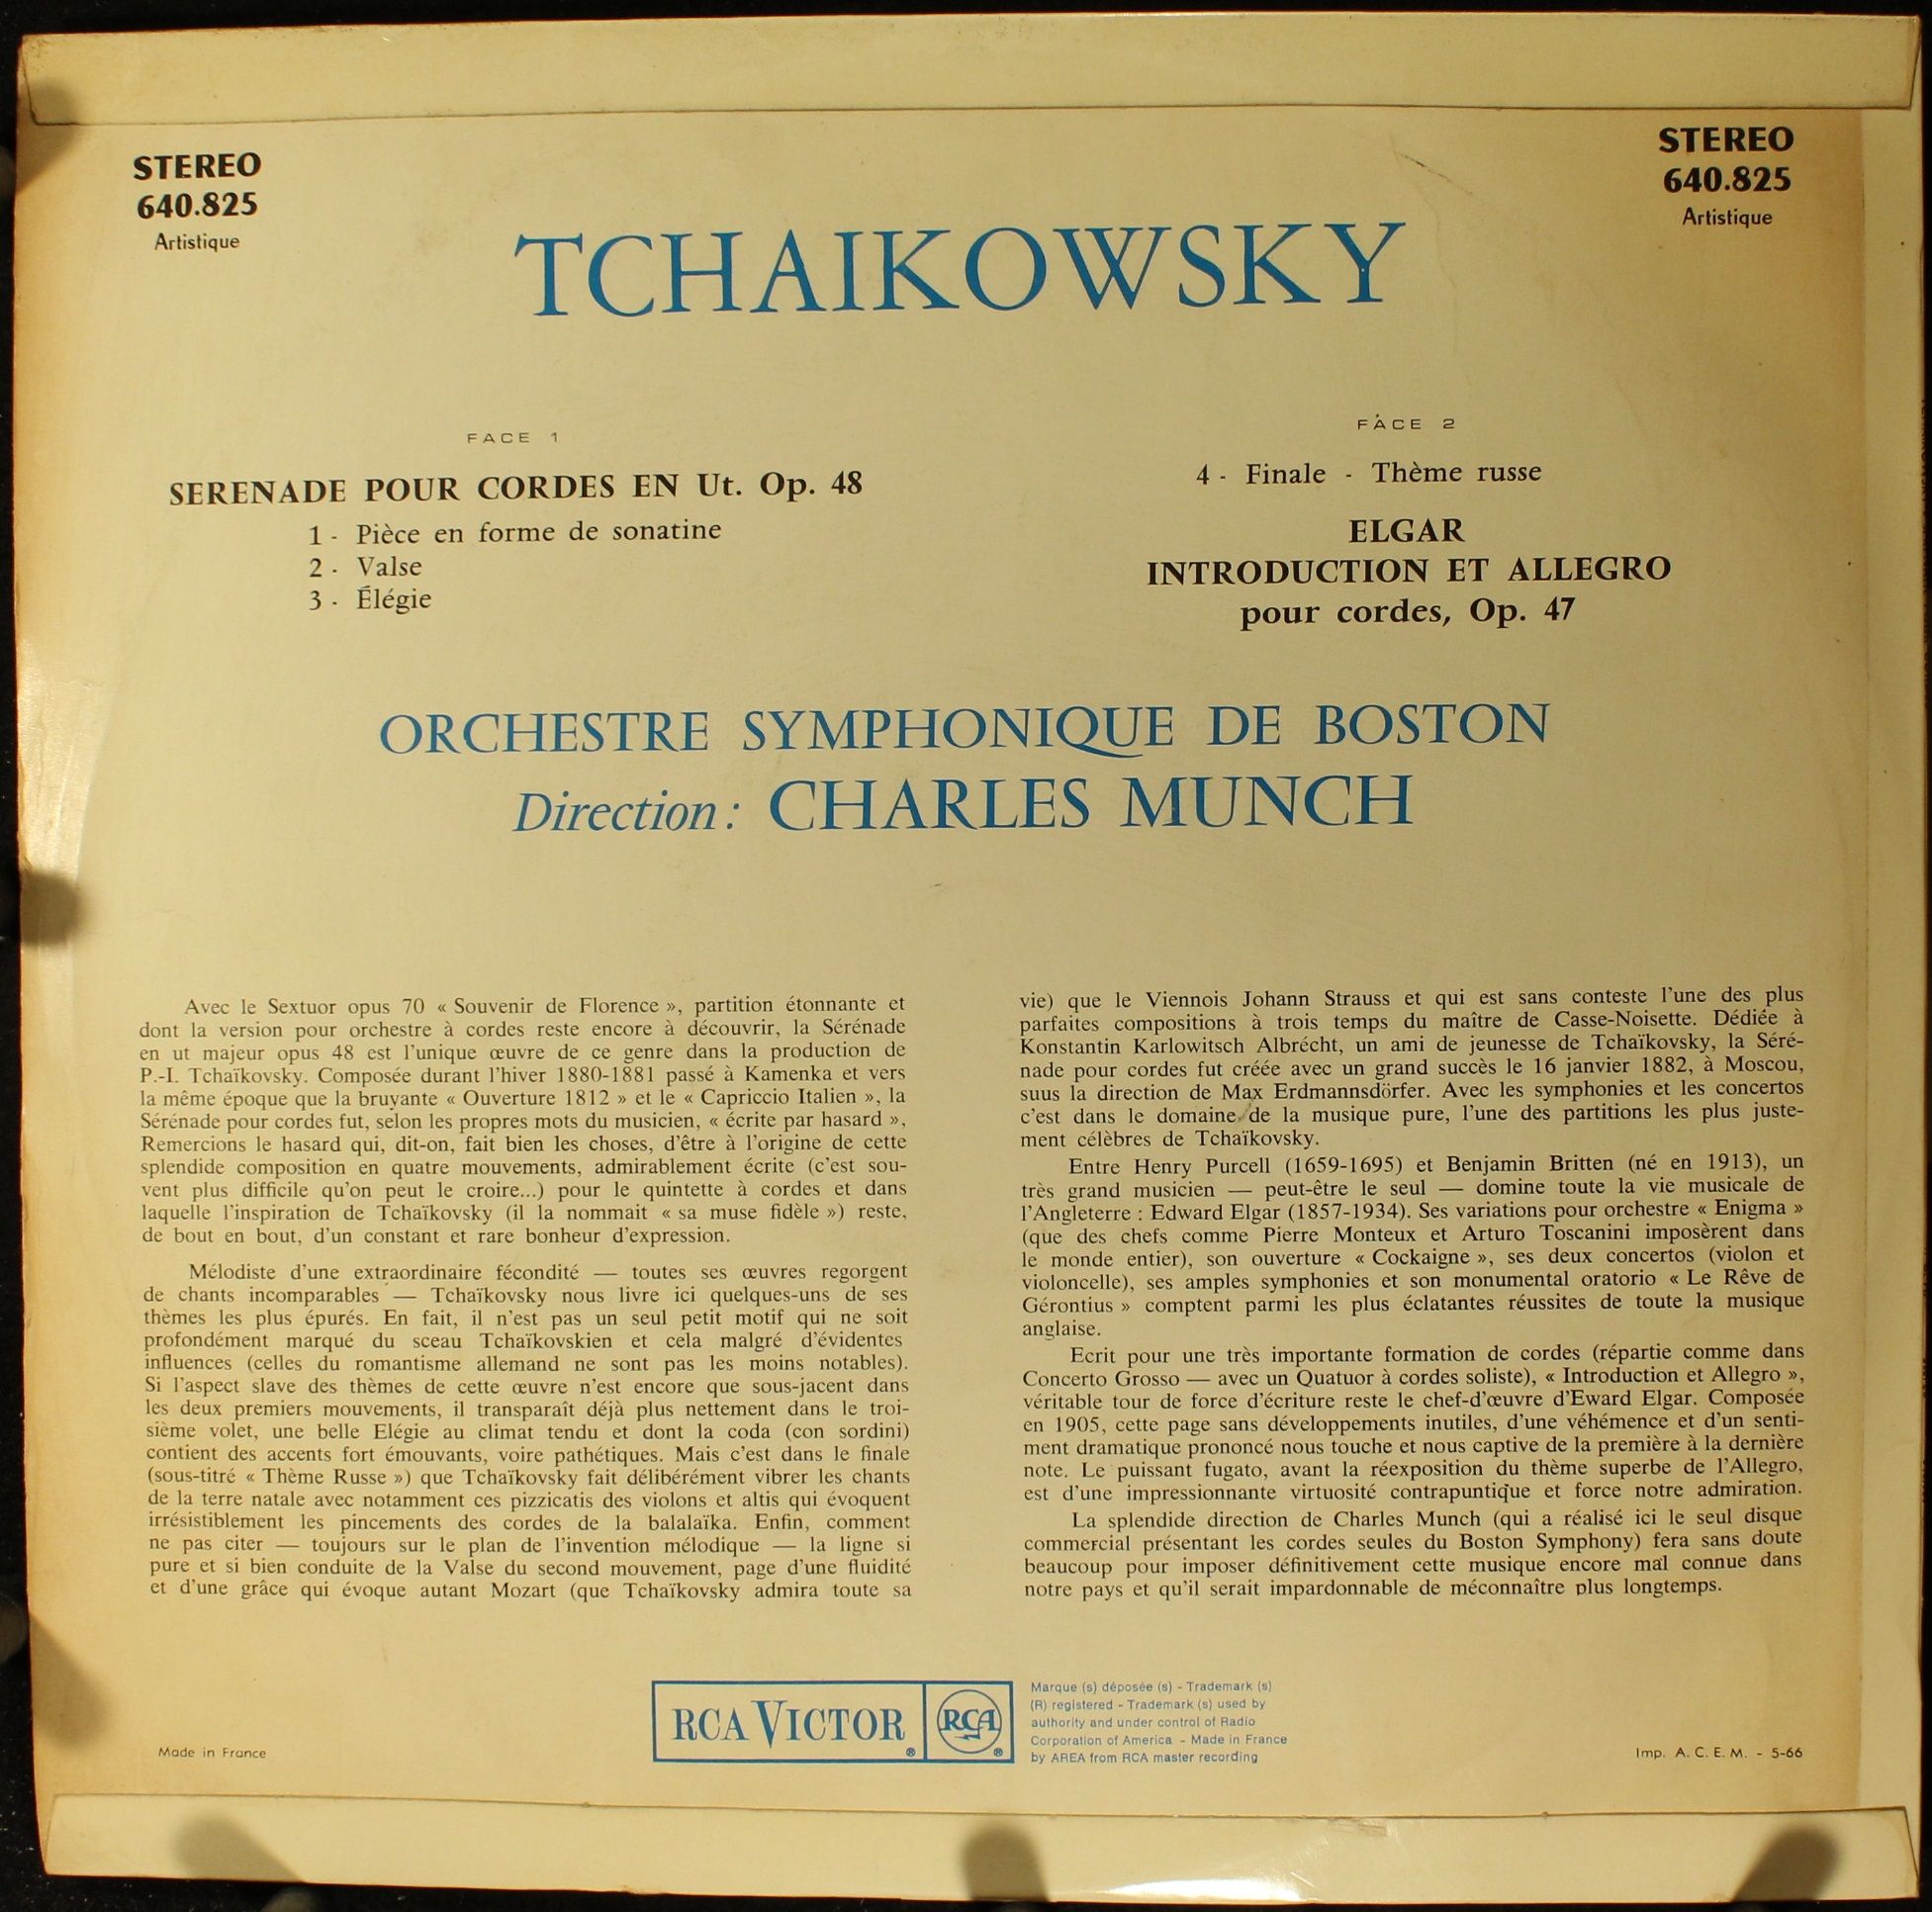 STEREO
640.825
Artistique
STEREO
640.825
Artistique
TCHAIKOWSKY
FACE 1
SERENADE POUR CORDES EN Ut. Op. 48
1 - Pièce en forme de sonatine
2 - Valse
3 - Élégie
FACE 2
4 - Finale - Thème russe
ELGAR
INTRODUCTION ET ALLEGRO
pour cordes, Op. 47
ORCHESTRE SYMPHONIQUE DE BOSTON
Direction : CHARLES MUNCH
Avec le Sextuor opus 70 « Souvenir de Florence », partition étonnante et
dont la version pour orchestre à cordes reste encore à découvrir, la Sérénade
en ut majeur opus 48 est l'unique œuvre de ce genre dans la production de
P.-I. Tchaïkovsky. Composée durant l'hiver 1880-1881 passé à Kamenka et vers
la même époque que la bruyante « Ouverture 1812 » et le « Capriccio Italien », la
Sérénade pour cordes fut, selon les propres mots du musicien, « écrite par hasard ».
Remercions le hasard qui, dit-on, fait bien les choses, d'être à l'origine de cette
splendide composition en quatre mouvements, admirablement écrite (c'est sou-
vent plus difficile qu'on peut le croire...) pour le quintette à cordes et dans
laquelle l'inspiration de Tchaïkovsky (il la nommait « sa muse fidèle ») reste,
de bout en bout, d'un constant et rare bonheur d'expression.
Mélodiste d'une extraordinaire fécondité — toutes ses œuvres regorgent
de chants incomparables — Tchaïkovsky nous livre ici quelques-uns de ses
thèmes les plus épurés. En fait, il n'est pas un seul petit motif qui ne soit
profondément marqué du sceau Tchaïkovskien et cela malgré d'évidentes
influences (celles du romantisme allemand ne sont pas les moins notables).
Si l'aspect slave des thèmes de cette œuvre n'est encore que sous-jacent dans
les deux premiers mouvements, il transparaît déjà plus nettement dans le troi-
sième volet, une belle Elégie au climat tendu et dont la coda (con sordini)
contient des accents fort émouvants, voire pathétiques. Mais c'est dans le finale
(sous-titré « Thème Russe ») que Tchaïkovsky fait délibérément vibrer les chants
de la terre natale avec notamment ces pizzicatis des violons et altis qui évoquent
irrésistiblement les pincements des cordes de la balalaïka. Enfin, comment
ne pas citer — toujours sur le plan de l'invention mélodique — la ligne si
pure et si bien conduite de la Valse du second mouvement, page d'une fluidité
et d'une grâce qui évoque autant Mozart (que Tchaïkovsky admira toute sa
vie) que le Viennois Johann Strauss et qui est sans conteste l'une des plus
parfaites compositions à trois temps du maître de Casse-Noisette. Dédiée à
Konstantin Karlowitsch Albrécht, un ami de jeunesse de Tchaïkovsky, la Séré-
nade pour cordes fut créée avec un grand succès le 16 janvier 1882, à Moscou,
suus la direction de Max Erdmannsdörfer. Avec les symphonies et les concertos
c'est dans le domaine de la musique pure, l'une des partitions les plus juste-
ment célèbres de Tchaïkovsky.
Entre Henry Purcell (1659-1695) et Benjamin Britten (né en 1913), un
très grand musicien — peut-être le seul — domine toute la vie musicale de
l'Angleterre : Edward Elgar (1857-1934). Ses variations pour orchestre « Enigma »
(que des chefs comme Pierre Monteux et Arturo Toscanini imposèrent dans
le monde entier), son ouverture « Cockaigne », ses deux concertos (violon et
violoncelle), ses amples symphonies et son monumental oratorio « Le Rêve de
Gérontius » comptent parmi les plus éclatantes réussites de toute la musique
anglaise.
Ecrit pour une très importante formation de cordes (répartie comme dans
Concerto Grosso — avec un Quatuor à cordes soliste), « Introduction et Allegro »,
véritable tour de force d'écriture reste le chef-d'œuvre d'Eward Elgar. Composée
en 1905, cette page sans développements inutiles, d'une véhémence et d'un senti-
ment dramatique prononcé nous touche et nous captive de la première à la dernière
note. Le puissant fugato, avant la réexposition du thème superbe de l'Allegro,
est d'une impressionnante virtuosité contrapuntique et force notre admiration.
La splendide direction de Charles Munch (qui a réalisé ici le seul disque
commercial présentant les cordes seules du Boston Symphony) fera sans doute
beaucoup pour imposer définitivement cette musique encore mal connue dans
notre pays et qu'il serait impardonnable de méconnaître plus longtemps.
Made in France
RCA VICTOR ®
RCA ®
Marque (s) déposée (s) - Trademark (s)
(R) registered - Trademark (s) used by
authority and under control of Radio
Corporation of America - Made in France
by AREA from RCA master recording
Imp. A. C. E. M. - 5-66